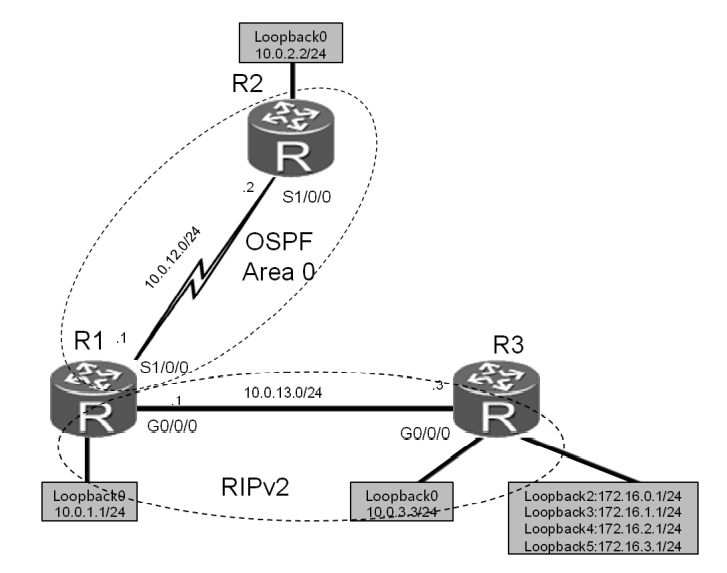 Loopback0
10.0.2.2/24
R2
R
.2
S1/0/0
10.0.12.0/24
OSPF
Area 0
R1
.1
S1/0/0
R3
R
.1
10.0.13.0/24
.3
R
G0/0/0
G0/0/0
Loopback0
10.0.1.1/24
RIPv2
Loopback0
10.0.3.3/24
Loopback2:172.16.0.1/24
Loopback3:172.16.1.1/24
Loopback4:172.16.2.1/24
Loopback5:172.16.3.1/24